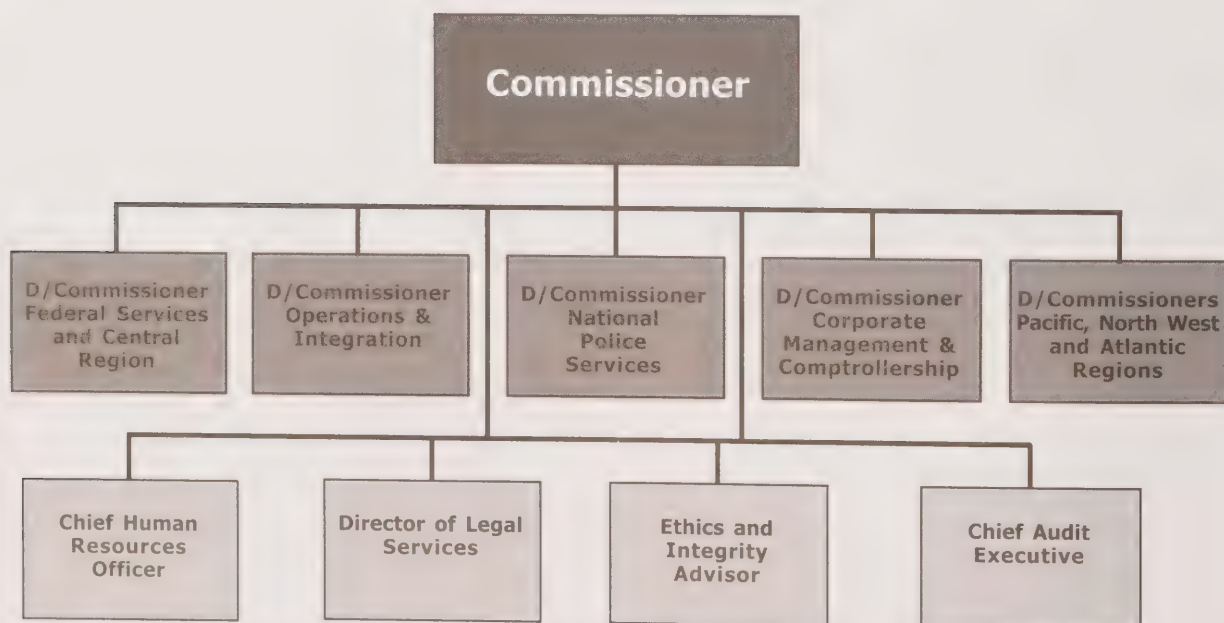 Commissioner
D/Commissioner
Federal Services
and Central
Region
D/Commissioner
Operations &
Integration
D/Commissioner
National
Police
Services
D/Commissioner
Corporate
Management &
Comptrollership
D/Commissioners
Pacific, North West
and Atlantic
Regions
Chief Human
Resources
Officer
Director of Legal
Services
Ethics and
Integrity
Advisor
Chief Audit
Executive